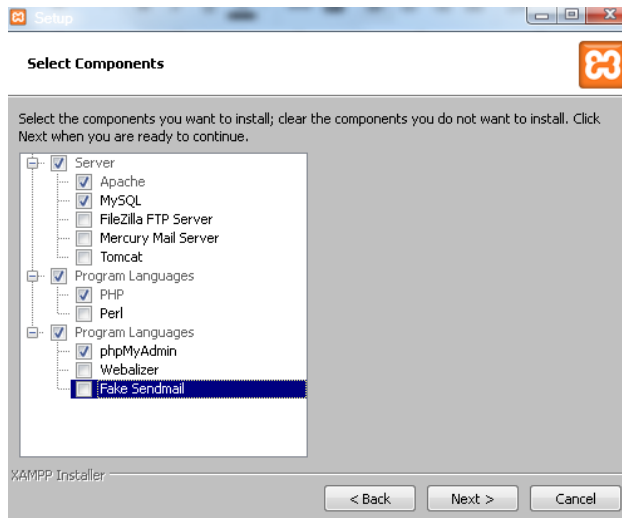 Setup
Select Components
Select the components you want to install; clear the components you do not want to install. Click
Next when you are ready to continue.
Server
Apache
MySQL
FileZilla FTP Server
Mercury Mail Server
Tomcat
Program Languages
PHP
Perl
Program Languages
phpMyAdmin
Webalizer
Fake Sendmail
XAMPP Installer
< Back Next > Cancel